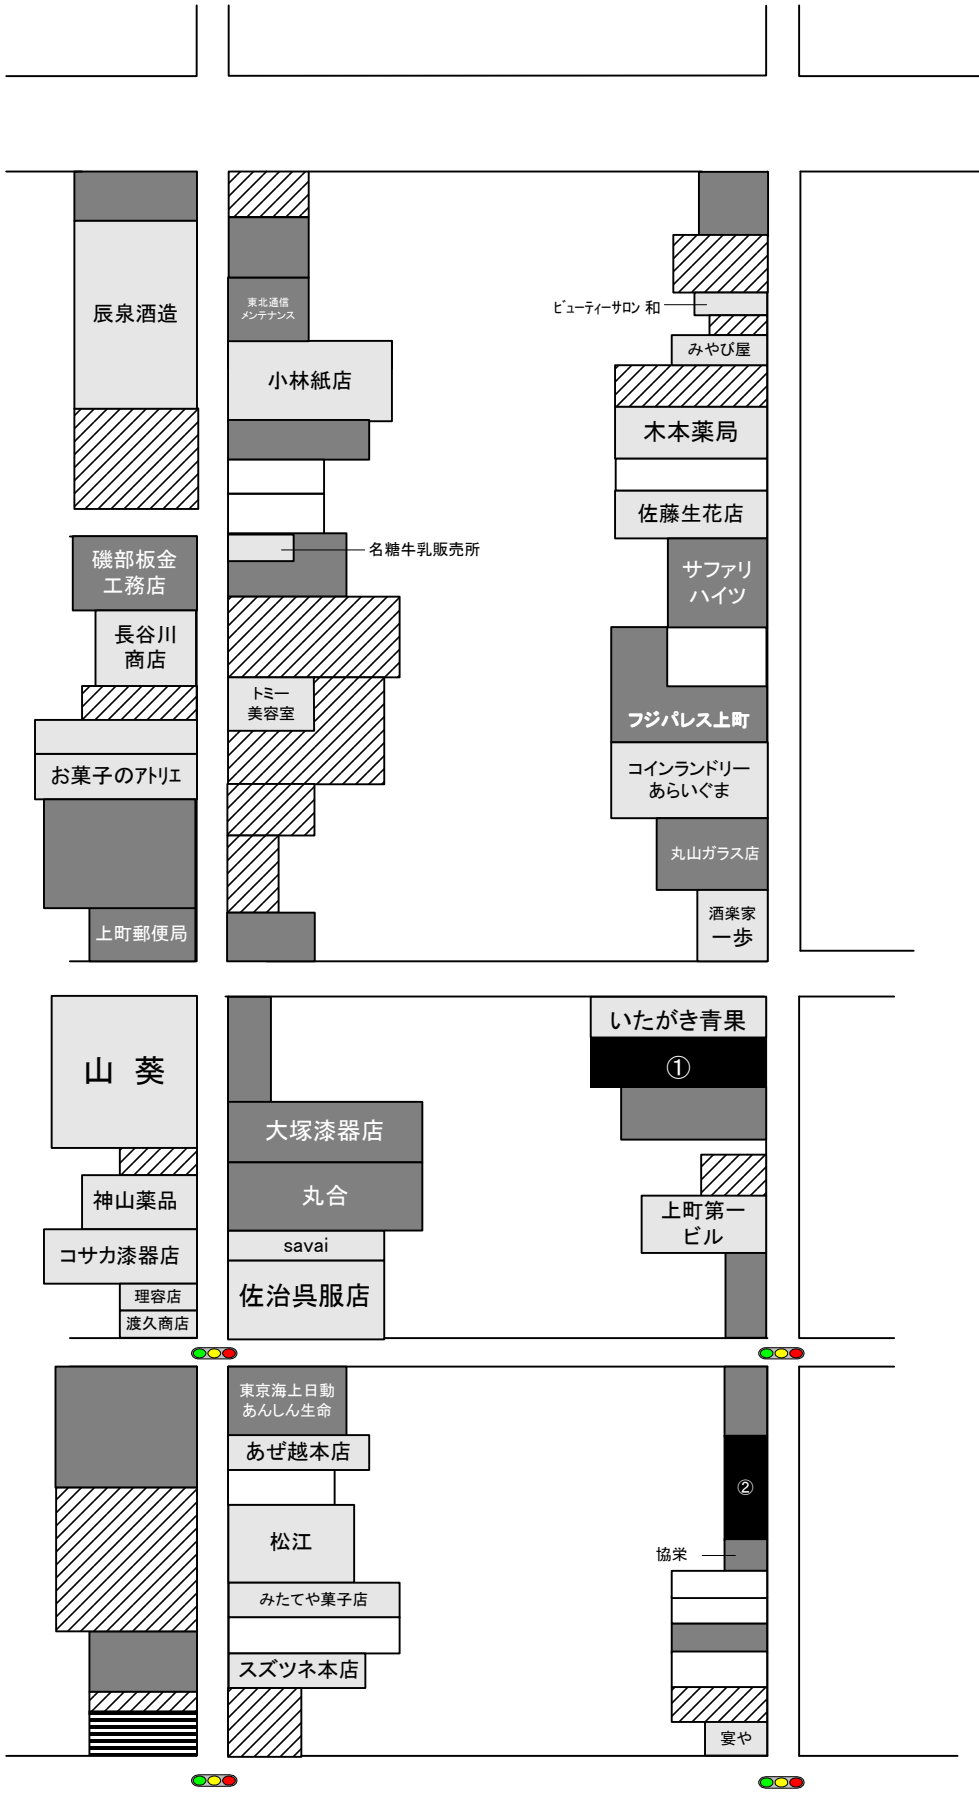 辰泉酒造
東北通信
メンテナンス
小林紙店
ビューティーサロン 和
みやび屋
木本薬局
佐藤生花店
名糖牛乳販売所
磯部板金
工務店
サファリ
ハイツ
長谷川
商店
トミー
美容室
フジパレス上町
お菓子のアトリエ
コインランドリー
あらいぐま
丸山ガラス店
上町郵便局
酒楽家
一歩
山 葵
いたがき青果
①
大塚漆器店
丸合
神山薬品
上町第一
ビル
コサカ漆器店
savai
佐治呉服店
理容店
渡久商店
東京海上日動
あんしん生命
あぜ越本店
②
松江
協栄
みたてや菓子店
スズツネ本店
宴や